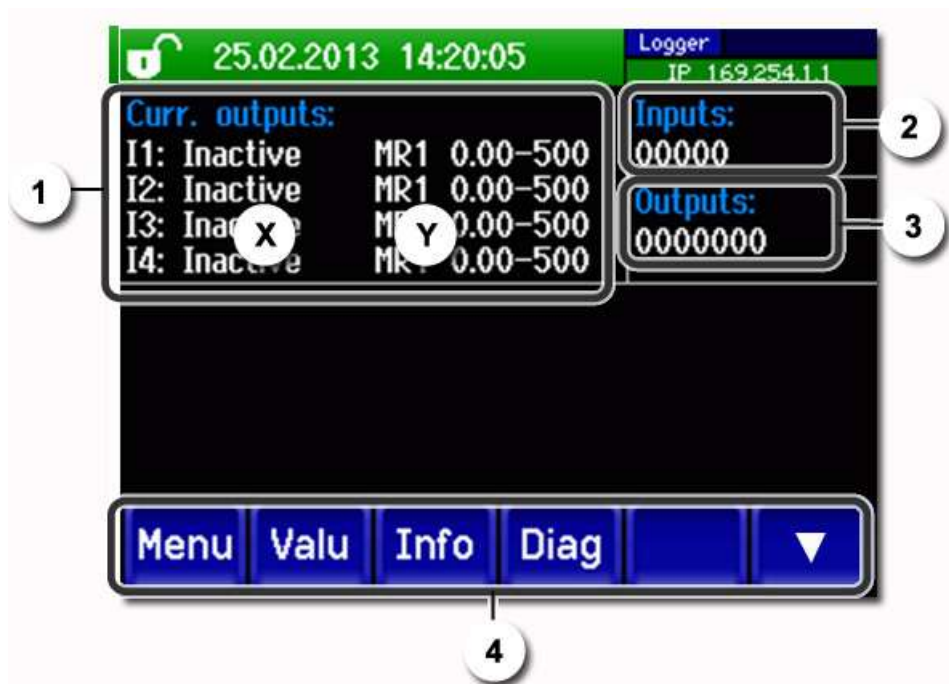 25.02.2013 14:20:05
Logger
IP 169.254.1.1
Curr. outputs:
I1: Inactive MR1 0.00-500
I2: Inactive MR1 0.00-500
I3: X Y 0.00-500
I4: MR1 0.00-500
Inputs:
00000
Outputs:
0000000
1
2
3
Menu Valu Info Diag ▼
4